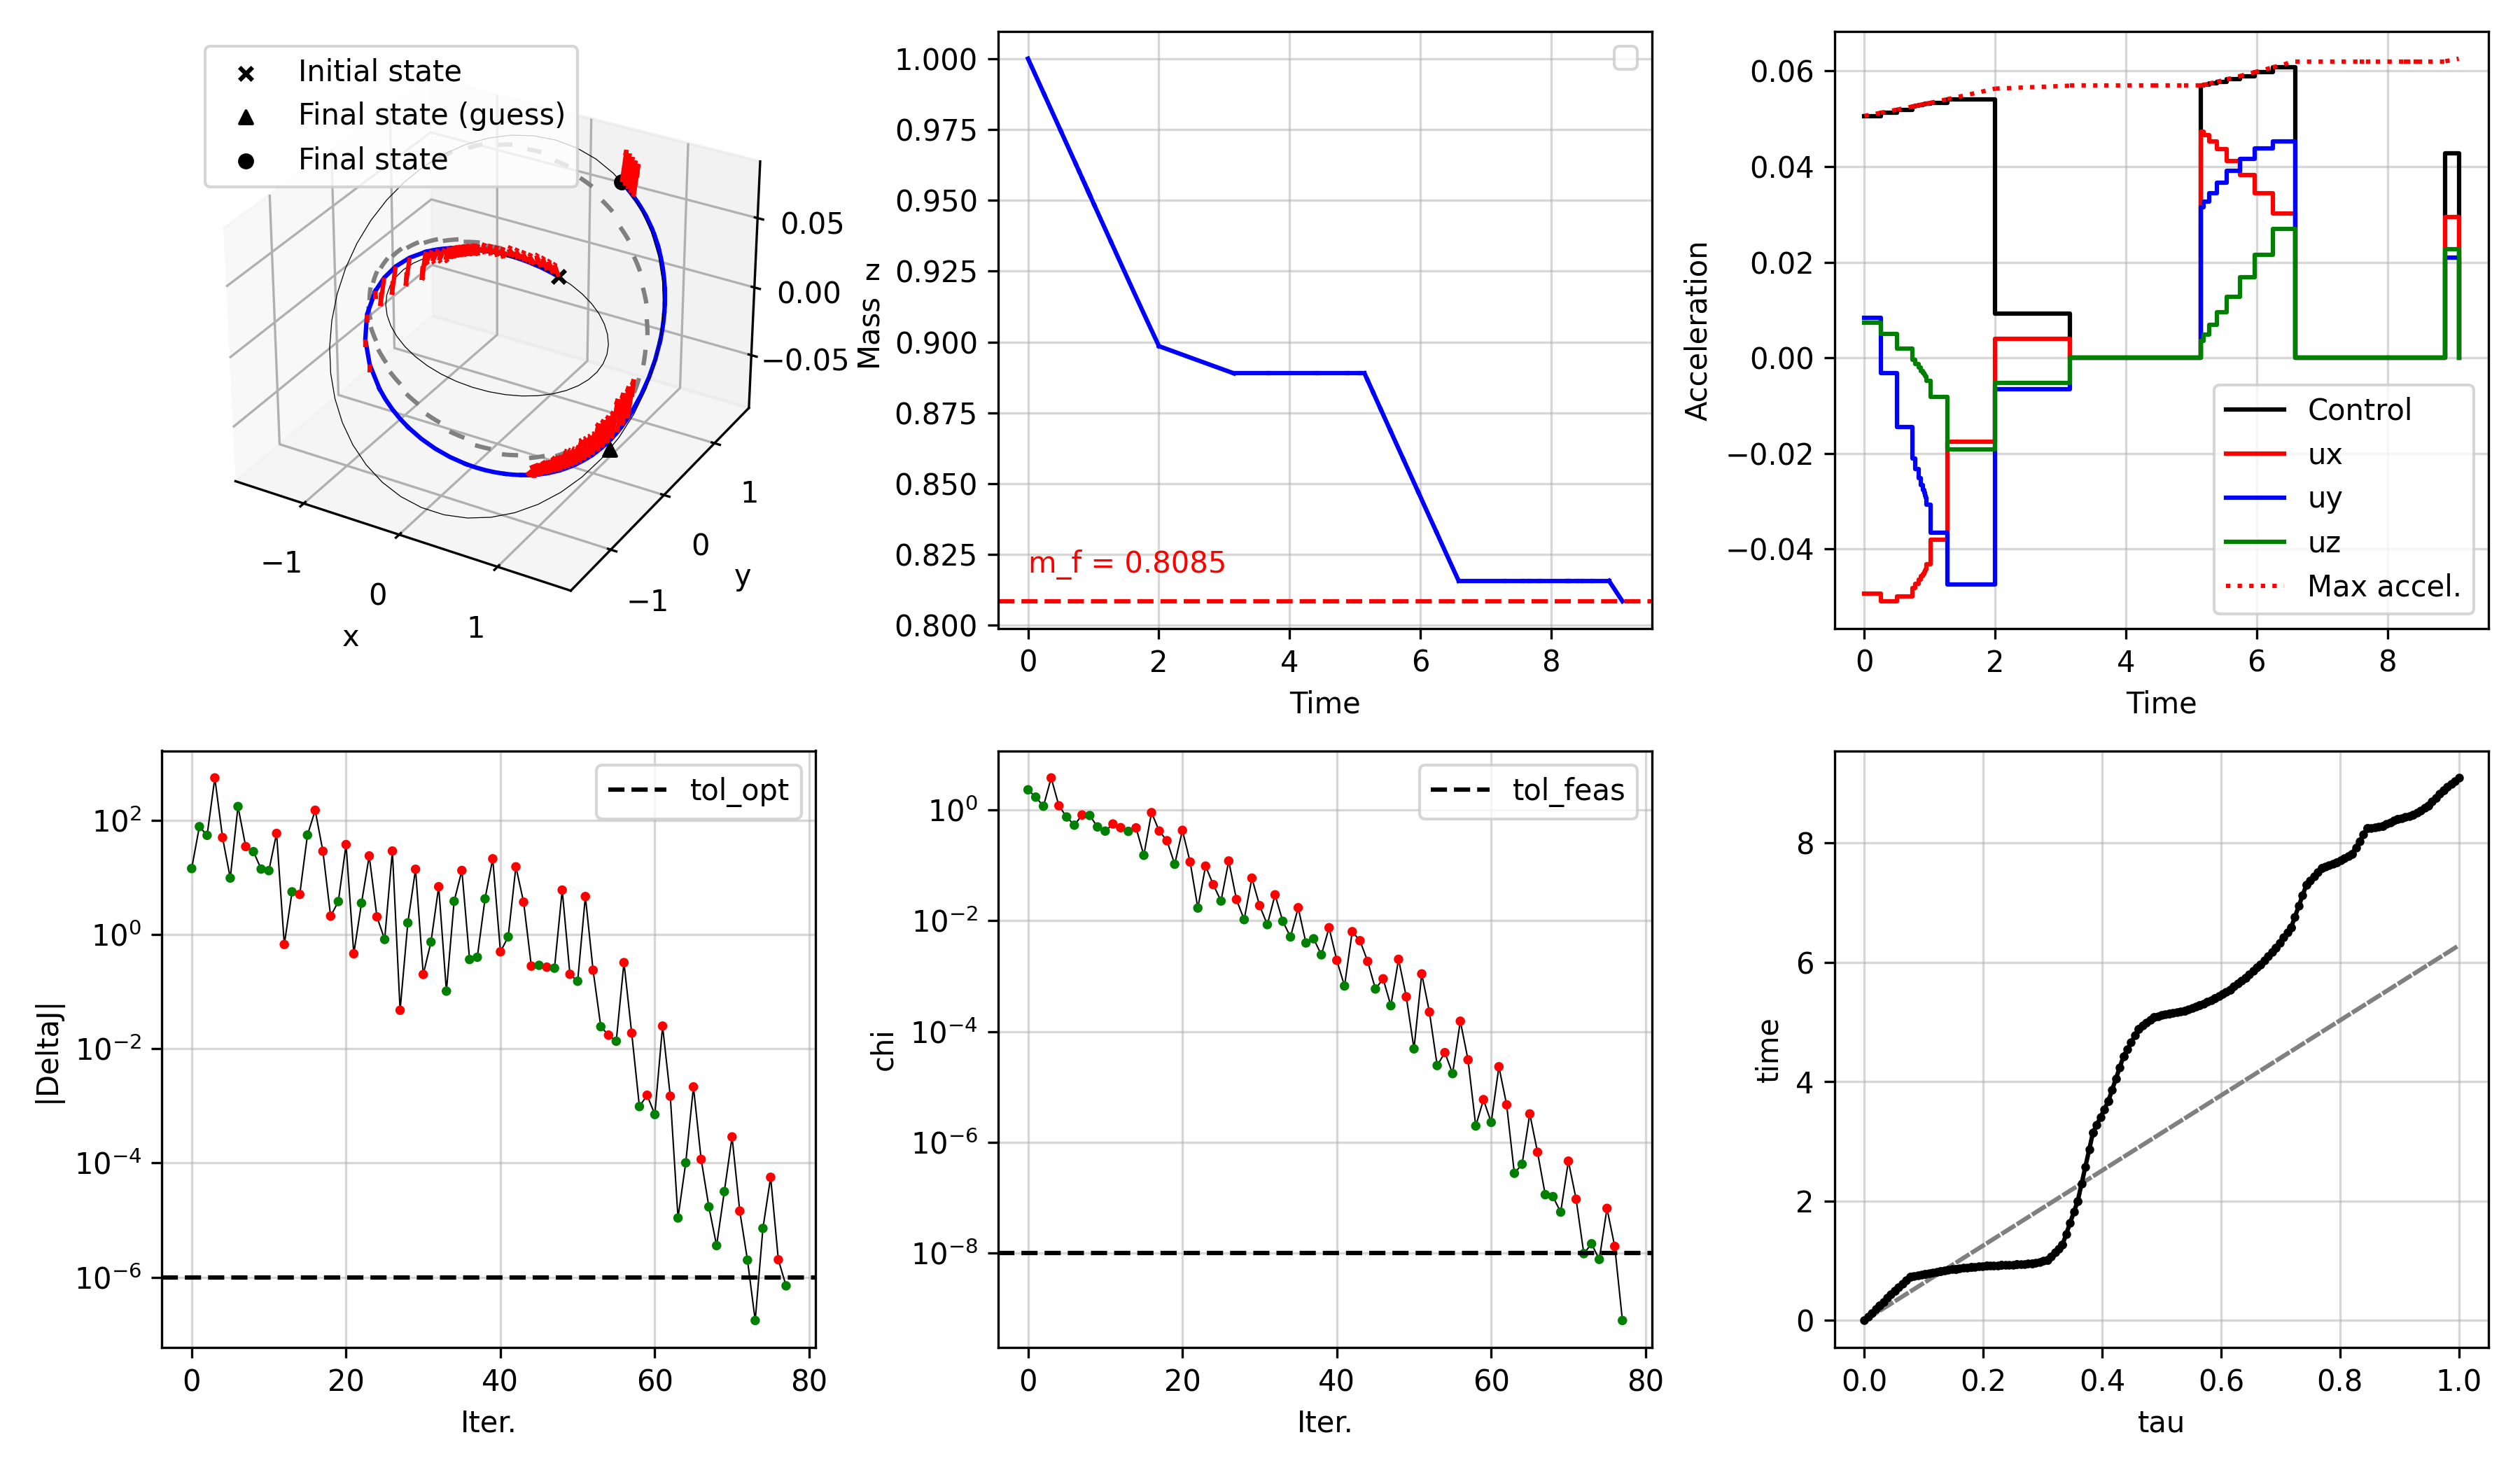 Initial state
Final state (guess)
Final state
0.05
0.00
−0.05
z
−1
0
1
x
−1
0
1
y
1.000
0.975
0.950
0.925
0.900
0.875
0.850
0.825
0.800
Mass
m_f = 0.8085
0 2 4 6 8
Time
0.06
0.04
0.02
0.00
−0.02
−0.04
Acceleration
Control
ux
uy
uz
Max accel.
0 2 4 6 8
Time
10²
10⁰
10⁻²
10⁻⁴
10⁻⁶
|DeltaJ|
tol_opt
0 20 40 60 80
Iter.
10⁰
10⁻²
10⁻⁴
10⁻⁶
10⁻⁸
chi
tol_feas
0 20 40 60 80
Iter.
8
6
4
2
0
time
0.0 0.2 0.4 0.6 0.8 1.0
tau